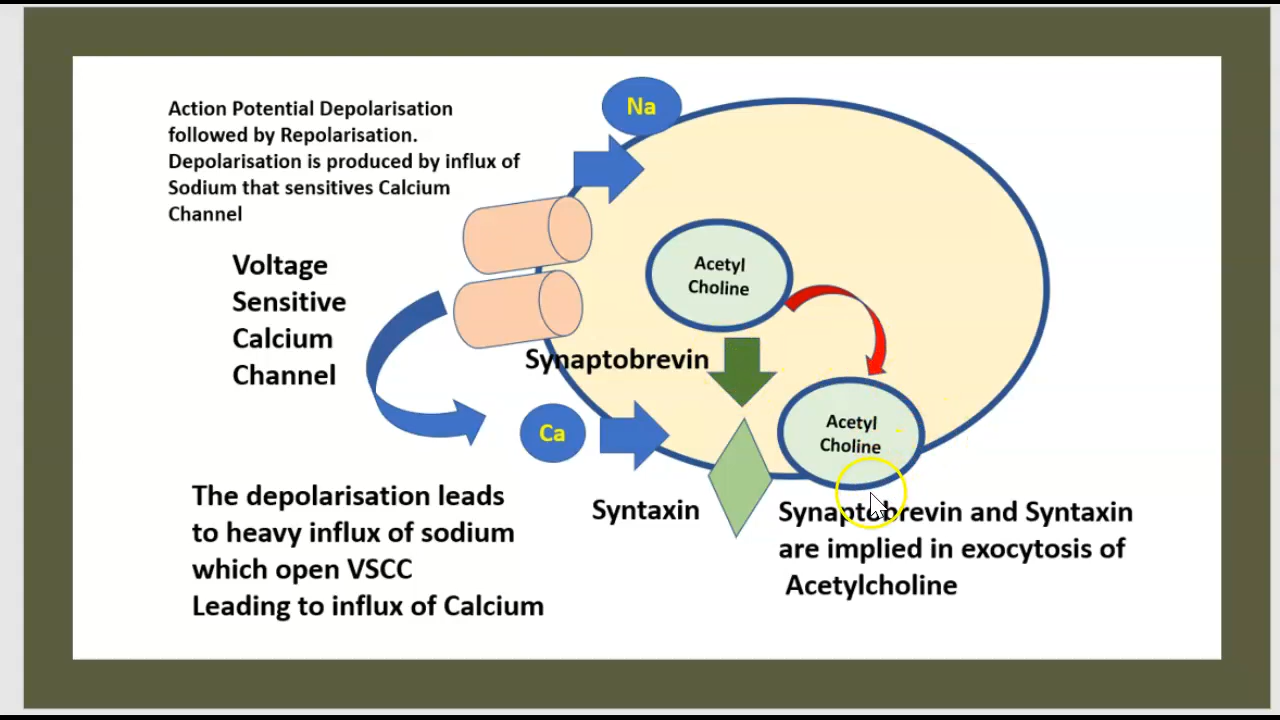 Na
Action Potential Depolarisation
followed by Repolarisation.
Depolarisation is produced by influx of
Sodium that sensitives Calcium
Channel
Voltage
Sensitive
Calcium
Channel
Acetyl
Choline
Synaptobrevin
Ca
Acetyl
Choline
The depolarisation leads
to heavy influx of sodium
which open VSCC
Leading to influx of Calcium
Syntaxin
Synaptobrevin and Syntaxin
are implied in exocytosis of
Acetylcholine